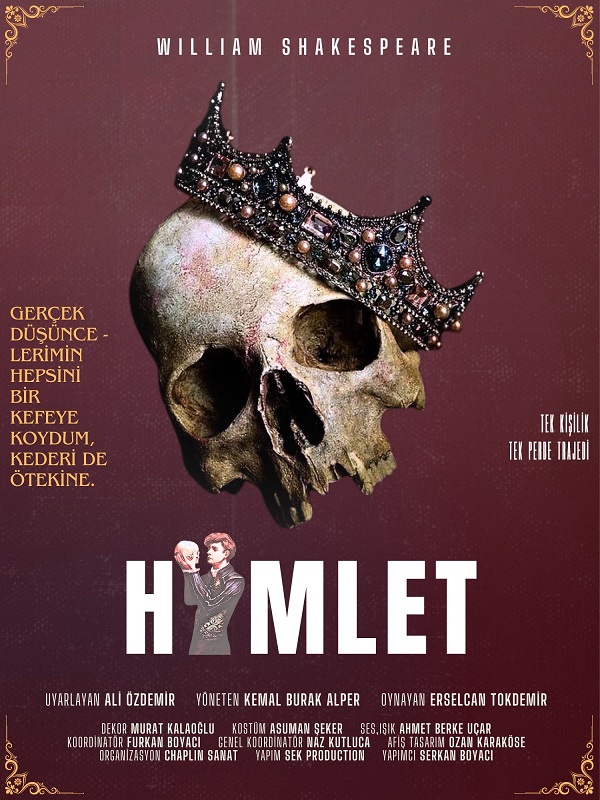 WILLIAM SHAKESPEARE
GERÇEK
DÜŞÜNCE -
LERİMİN
HEPSİNİ
BİR
KEFEYE
KOYDUM,
KEDERİ DE
ÖTEKİNE.
TEK KİŞİLİK
TEK PERDE TRAJEDİ
HAMLET
UYARLAYAN ALİ ÖZDEMİR YÖNETEN KEMAL BURAK ALPER OYNAYAN ERSELCAN TOKDEMİR
DEKOR MURAT KALAOĞLU KOSTÜM ASUMAN ŞEKER SES,IŞIK AHMET BERKE UÇAR
KOORDİNATÖR FURKAN BOYACI GENEL KOORDİNATÖR NAZ KUTLUCA AFİŞ TASARIM OZAN KARAKÖSE
ORGANİZASYON CHAPLIN SANAT YAPIM SEK PRODUCTION YAPIMCI SERKAN BOYACI